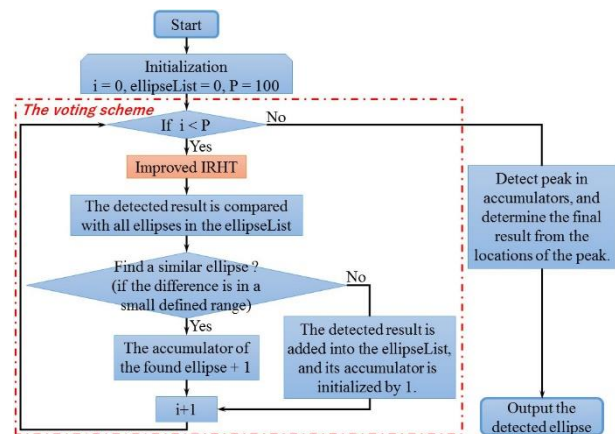 Start
Initialization
i = 0, ellipseList = 0, P = 100
The voting scheme
If i < P
No
Yes
Improved IRHT
The detected result is compared
with all ellipses in the ellipseList
Find a similar ellipse ?
(if the difference is in a
small defined range)
No
Yes
The accumulator of
the found ellipse + 1
The detected result is
added into the ellipseList,
and its accumulator is
initialized by 1.
i+1
Detect peak in
accumulators, and
determine the final
result from the
locations of the peak.
Output the
detected ellipse